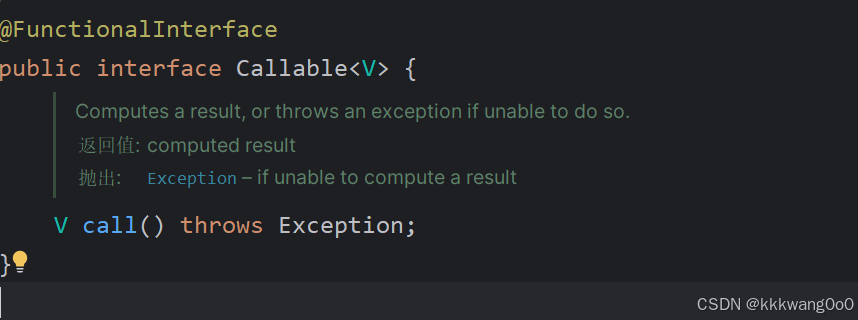 @FunctionalInterface
public interface Callable<V> {
Computes a result, or throws an exception if unable to do so.
返回值: computed result
抛出: Exception – if unable to compute a result
V call() throws Exception;
}
CSDN @kkkwang0o0